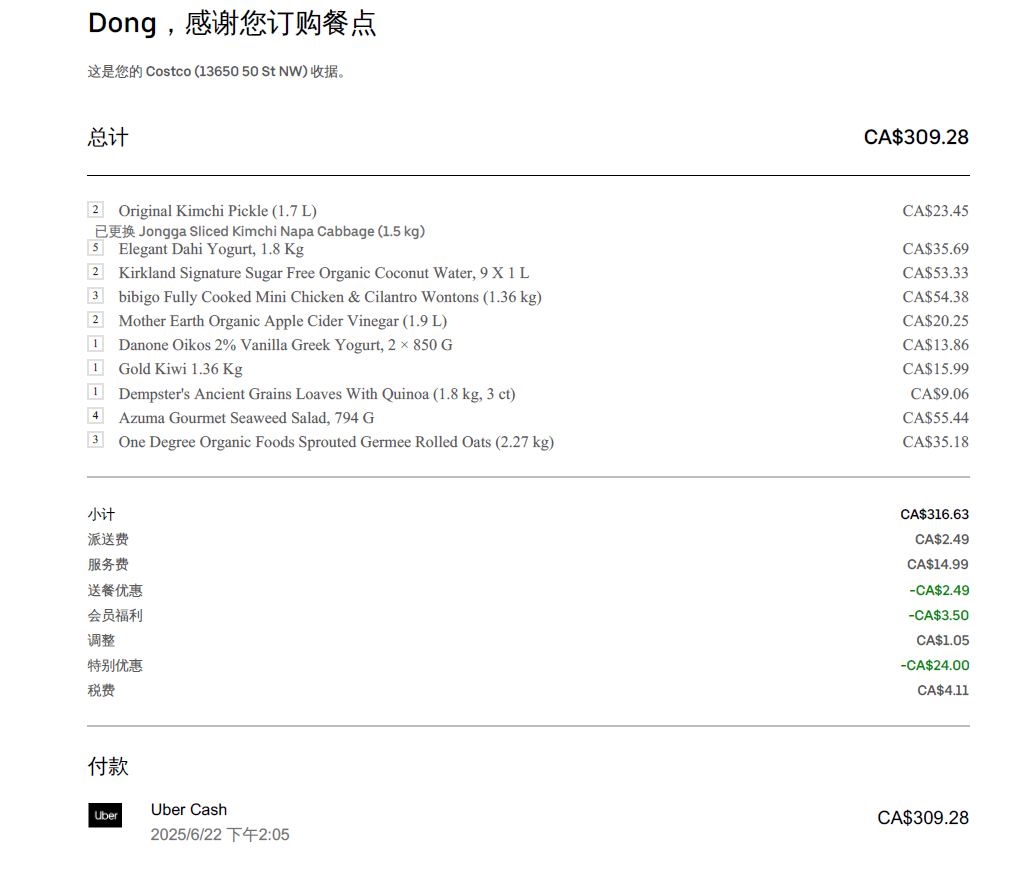 Dong，感谢您订购餐点
这是您的 Costco (13650 50 St NW) 收据。
总计 CA$309.28
2 Original Kimchi Pickle (1.7 L) CA$23.45
已更换 Jongga Sliced Kimchi Napa Cabbage (1.5 kg)
5 Elegant Dahi Yogurt, 1.8 Kg CA$35.69
2 Kirkland Signature Sugar Free Organic Coconut Water, 9 X 1 L CA$53.33
3 bibigo Fully Cooked Mini Chicken & Cilantro Wontons (1.36 kg) CA$54.38
2 Mother Earth Organic Apple Cider Vinegar (1.9 L) CA$20.25
1 Danone Oikos 2% Vanilla Greek Yogurt, 2 × 850 G CA$13.86
1 Gold Kiwi 1.36 Kg CA$15.99
1 Dempster's Ancient Grains Loaves With Quinoa (1.8 kg, 3 ct) CA$9.06
4 Azuma Gourmet Seaweed Salad, 794 G CA$55.44
3 One Degree Organic Foods Sprouted Germee Rolled Oats (2.27 kg) CA$35.18
小计 CA$316.63
派送费 CA$2.49
服务费 CA$14.99
送餐优惠 -CA$2.49
会员福利 -CA$3.50
调整 CA$1.05
特别优惠 -CA$24.00
税费 CA$4.11
付款
Uber Uber Cash CA$309.28
2025/6/22 下午2:05